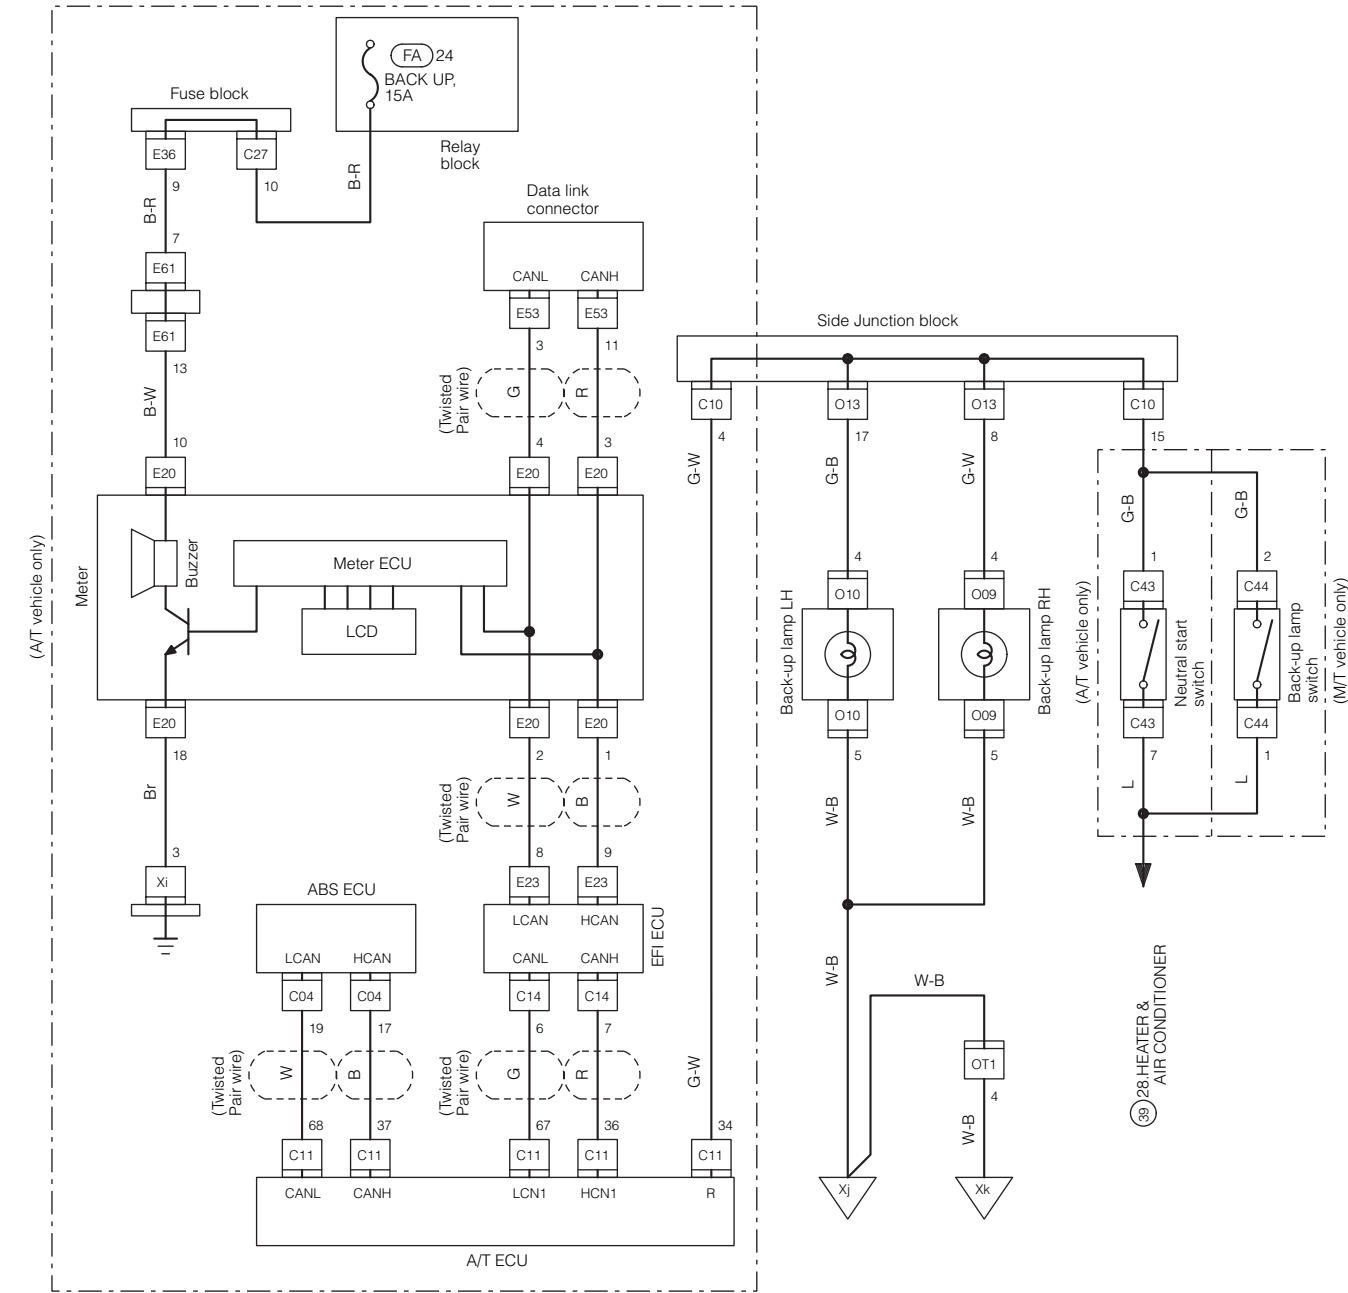 FA 24
BACK UP,
15A
Relay
block
Fuse block
E36
C27
9
10
B-R
B-R
7
E61
E61
13
B-W
10
E20
Data link
connector
CANL
CANH
E53
E53
3
11
(Twisted
Pair wire)
G
R
4
3
E20
E20
(A/T vehicle only)
Meter
Buzzer
Meter ECU
LCD
E20
E20
E20
18
2
1
Br
(Twisted
Pair wire)
W
B
3
8
9
Xi
E23
E23
ABS ECU
LCAN
HCAN
C04
C04
19
17
(Twisted
Pair wire)
W
B
68
37
C11
C11
CANL
CANH
LCAN
HCAN
CANL
CANH
EFI ECU
C14
C14
6
7
(Twisted
Pair wire)
G
R
67
36
C11
C11
LCN1
HCN1
G-W
34
C11
R
A/T ECU
Side Junction block
C10
O13
O13
C10
4
17
8
15
G-W
G-B
G-W
G-B
G-B
4
4
1
2
O10
O09
C43
C44
Back-up lamp LH
Back-up lamp RH
(A/T vehicle only)
Neutral start
switch
Back-up lamp
switch
(M/T vehicle only)
O10
O09
C43
C44
5
5
7
1
W-B
W-B
L
L
W-B
W-B
OT1
4
W-B
Xj
Xk
39 28.HEATER &
AIR CONDITIONER